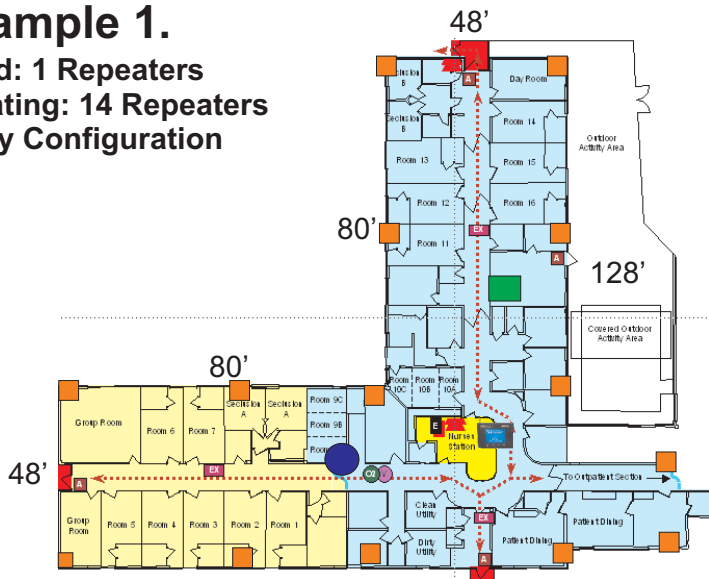 ample 1.
d: 1 Repeaters
ating: 14 Repeaters
y Configuration
48'
clusion
B
Day Room
A
Seclusion
B
Room 14
Outdoor
Activity Area
Room 13
Room 15
Room 12
Room 16
80'
EX
Room 11
A
128'
Covered Outdoor
Activity Area
80'
Room
10C
Room
10B
Room
10A
Group Room
Room 6
Room 7
Seclusion
A
Seclusion
A
Room 9C
Room 9B
Room
E
Nurses
Station
48'
A
EX
O2
V
To Outpatient Section
Group
Room
Room 5
Room 4
Room 3
Room 2
Room 1
Clean
Utility
EX
Dirty
Utility
A
Patient Dining
Patient Dining